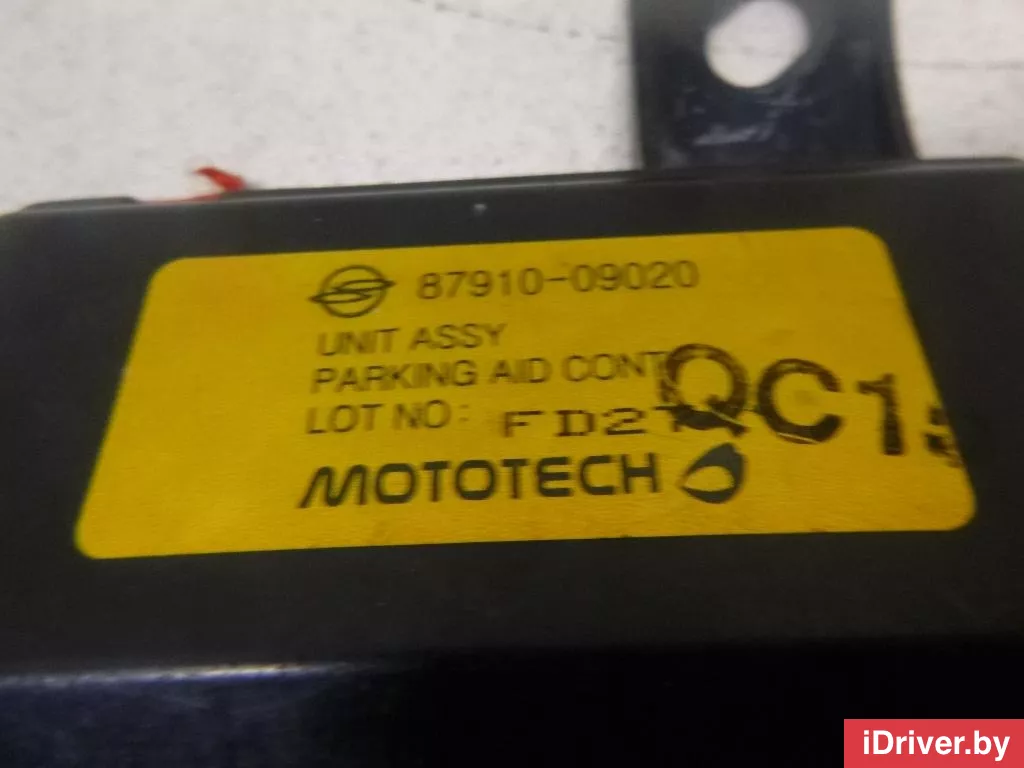 87910-09020
UNIT ASSY
PARKING AID CONT
LOT NO: FD27
QC1
MOTOTECH
iDriver.by